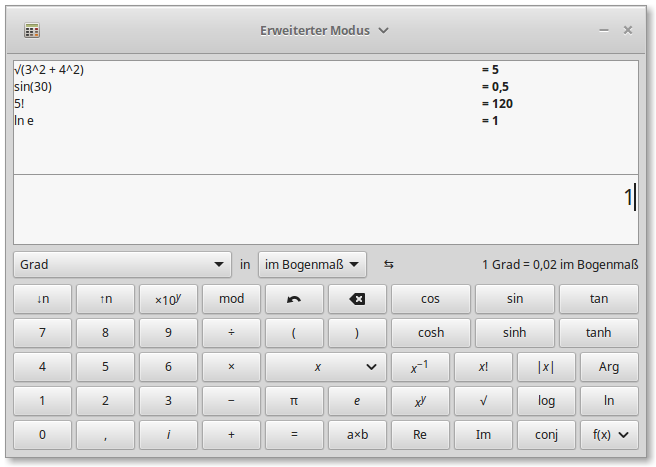 Erweiterter Modus
√(3^2 + 4^2) = 5
sin(30) = 0,5
5! = 120
ln e = 1
1
Grad in im Bogenmaß ⇆ 1 Grad = 0,02 im Bogenmaß
↓n ↑n ×10^y mod cos sin tan
7 8 9 ÷ ( ) cosh sinh tanh
4 5 6 × x x⁻¹ x! |x| Arg
1 2 3 − π e x^y √ log ln
0 , i + = a×b Re Im conj f(x)